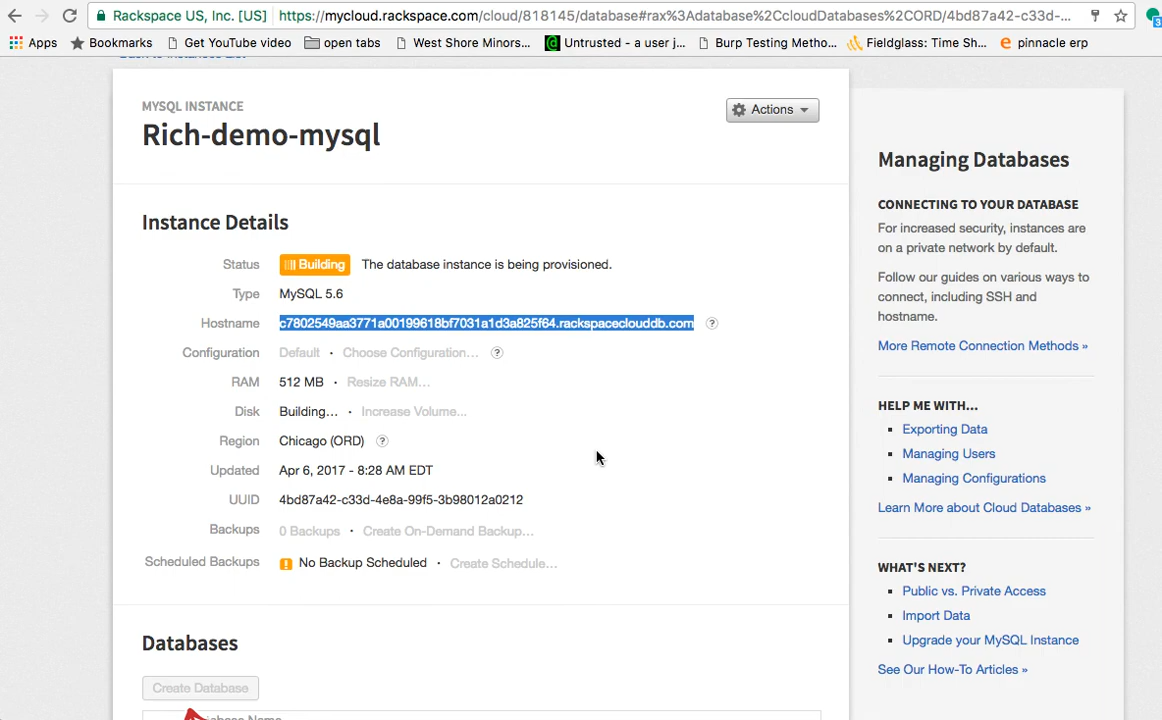 Rackspace US, Inc. [US]
https://mycloud.rackspace.com/cloud/818145/database#rax%3Adatabase%2CcloudDatabases%2CORD/4bd87a42-c33d-...
3
Apps
Bookmarks
Get YouTube video
open tabs
West Shore Minors...
Untrusted - a user j...
Burp Testing Metho...
Fieldglass: Time Sh...
pinnacle erp
Back to Instances List
MYSQL INSTANCE
Rich-demo-mysql
Actions
Instance Details
Status Building The database instance is being provisioned.
Type MySQL 5.6
Hostname c7802549aa3771a00199618bf7031a1d3a825f64.rackspaceclouddb.com ?
Configuration Default · Choose Configuration... ?
RAM 512 MB · Resize RAM...
Disk Building... · Increase Volume...
Region Chicago (ORD) ?
Updated Apr 6, 2017 - 8:28 AM EDT
UUID 4bd87a42-c33d-4e8a-99f5-3b98012a0212
Backups 0 Backups · Create On-Demand Backup...
Scheduled Backups No Backup Scheduled · Create Schedule...
Databases
Create Database
Database Name
Managing Databases
CONNECTING TO YOUR DATABASE
For increased security, instances are
on a private network by default.
Follow our guides on various ways to
connect, including SSH and
hostname.
More Remote Connection Methods »
HELP ME WITH...
Exporting Data
Managing Users
Managing Configurations
Learn More about Cloud Databases »
WHAT'S NEXT?
Public vs. Private Access
Import Data
Upgrade your MySQL Instance
See Our How-To Articles »